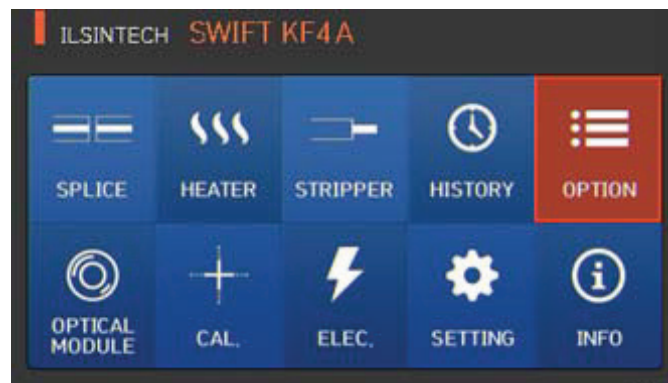 ILSINTECH SWIFT KF4A
SPLICE HEATER STRIPPER HISTORY OPTION
OPTICAL
MODULE CAL. ELEC. SETTING INFO